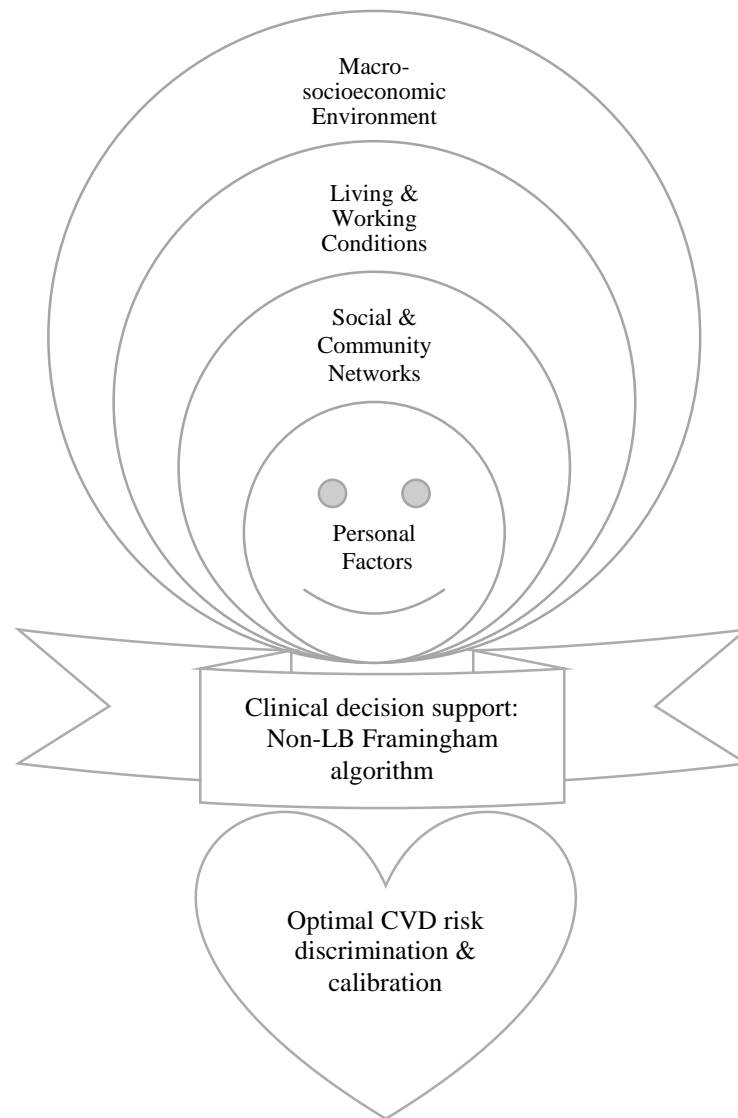 Macro-
socioeconomic
Environment
Living &
Working
Conditions
Social &
Community
Networks
Personal
Factors
Clinical decision support:
Non-LB Framingham
algorithm
Optimal CVD risk
discrimination &
calibration